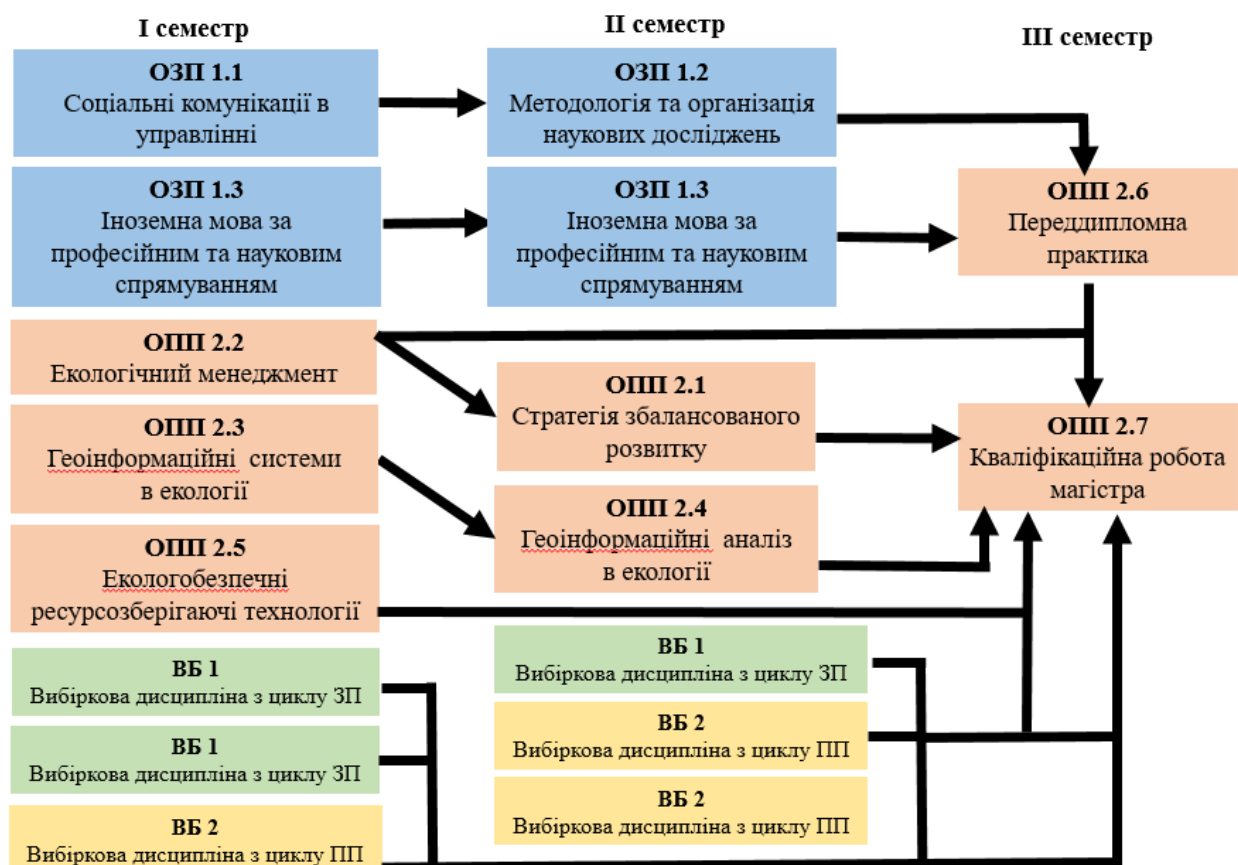 I семестр
ОЗП 1.1
Соціальні комунікації в
управлінні
ОЗП 1.3
Іноземна мова за
професійним та науковим
спрямуванням
ОПП 2.2
Екологічний менеджмент
ОПП 2.3
Геоінформаційні системи
в екології
ОПП 2.5
Екологобезпечні
ресурсозберігаючі технології
ВБ 1
Вибіркова дисципліна з циклу ЗП
ВБ 1
Вибіркова дисципліна з циклу ЗП
ВБ 2
Вибіркова дисципліна з циклу ПП
II семестр
ОЗП 1.2
Методологія та організація
наукових досліджень
ОЗП 1.3
Іноземна мова за
професійним та науковим
спрямуванням
ОПП 2.1
Стратегія збалансованого
розвитку
ОПП 2.4
Геоінформаційні аналіз
в екології
ВБ 1
Вибіркова дисципліна з циклу ЗП
ВБ 2
Вибіркова дисципліна з циклу ПП
ВБ 2
Вибіркова дисципліна з циклу ПП
III семестр
ОПП 2.6
Переддипломна
практика
ОПП 2.7
Кваліфікаційна робота
магістра